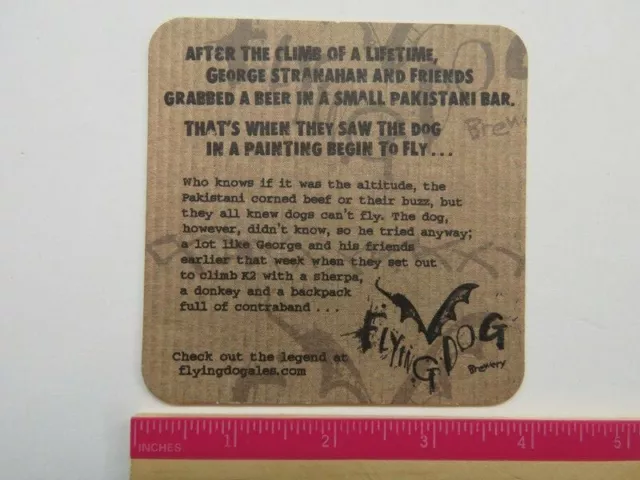 AFTER THE CLIMB OF A LIFETIME,
GEORGE STRANAHAN AND FRIENDS
GRABBED A BEER IN A SMALL PAKISTANI BAR.
THAT'S WHEN THEY SAW THE DOG
IN A PAINTING BEGIN TO FLY...
Who knows if it was the altitude, the
Pakistani corned beef or their buzz, but
they all knew dogs can't fly. The dog,
however, didn't know, so he tried anyway;
a lot like George and his friends
earlier that week when they set out
to climb K2 with a sherpa,
a donkey and a backpack
full of contraband ...
FLYING DOG
Brewery
Check out the legend at
flyingdogales.com
INCHES 1 2 3 4 5